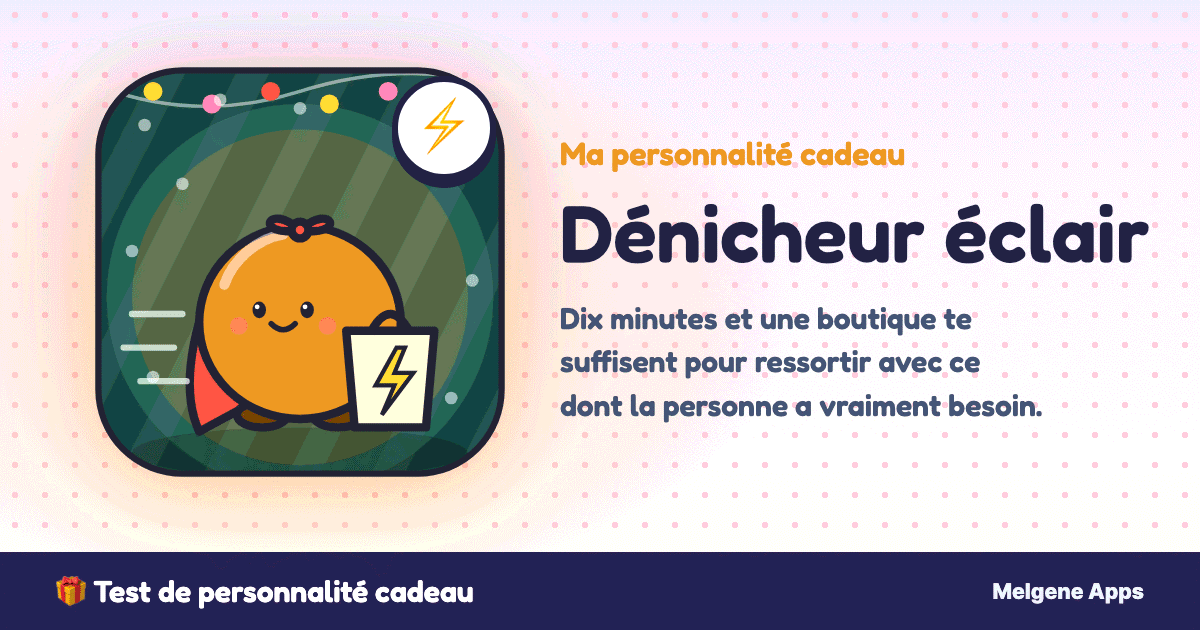 Ma personnalité cadeau
Dénicheur éclair
Dix minutes et une boutique te
suffisent pour ressortir avec ce
dont la personne a vraiment besoin.
Test de personnalité cadeau
Melgene Apps